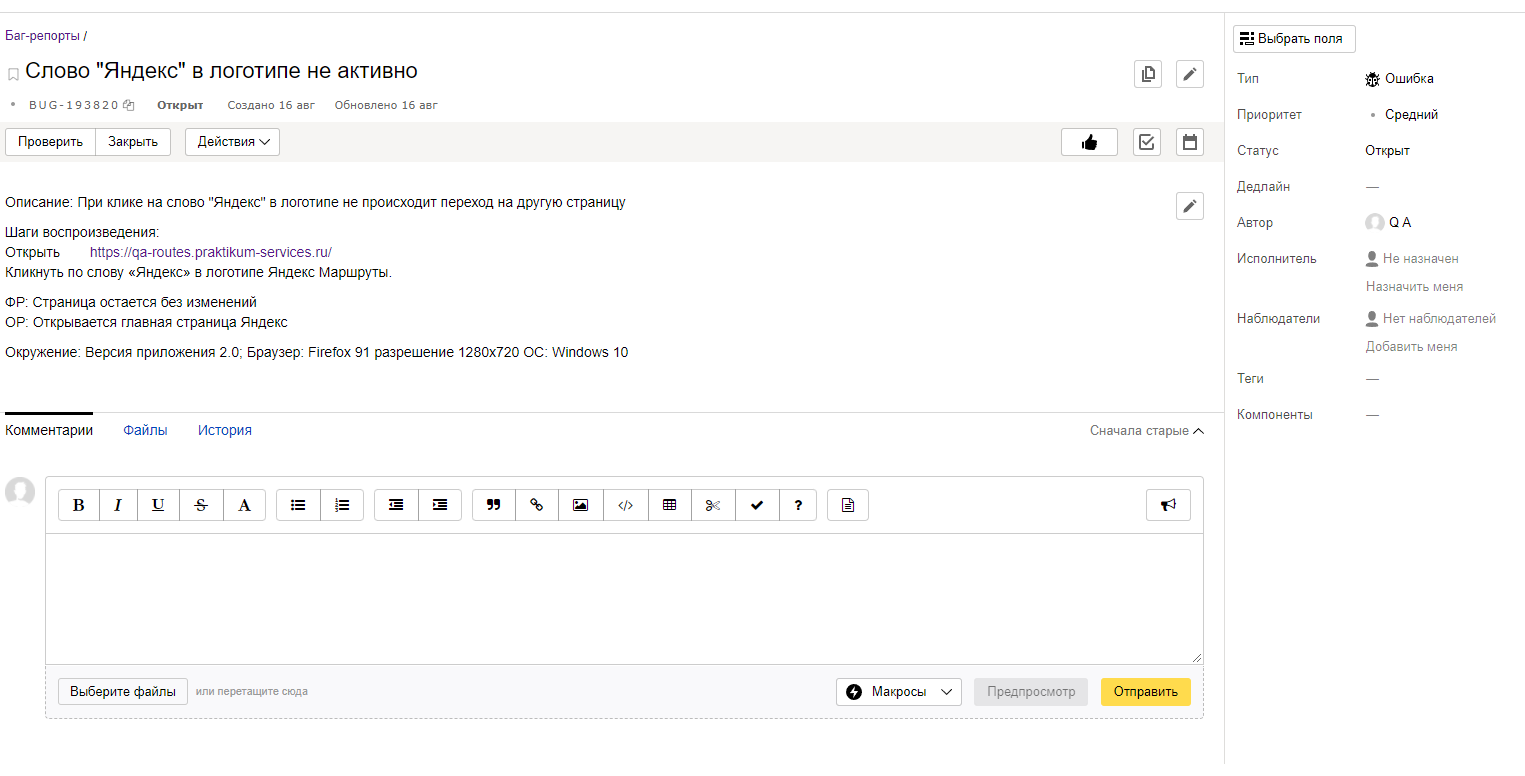 Баг-репорты /
Слово "Яндекс" в логотипе не активно
BUG-193820 Открыт Создано 16 авг Обновлено 16 авг
Проверить Закрыть Действия
Описание: При клике на слово "Яндекс" в логотипе не происходит переход на другую страницу
Шаги воспроизведения:
Открыть https://qa-routes.praktikum-services.ru/
Кликнуть по слову «Яндекс» в логотипе Яндекс Маршруты.
ФР: Страница остается без изменений
ОР: Открывается главная страница Яндекс
Окружение: Версия приложения 2.0; Браузер: Firefox 91 разрешение 1280x720 ОС: Windows 10
Комментарии Файлы История Сначала старые
B I U S A ?
Выберите файлы или перетащите сюда Макросы Предпросмотр Отправить
Выбрать поля
Тип Ошибка
Приоритет Средний
Статус Открыт
Дедлайн —
Автор Q A
Исполнитель Не назначен
Назначить меня
Наблюдатели Нет наблюдателей
Добавить меня
Теги —
Компоненты —